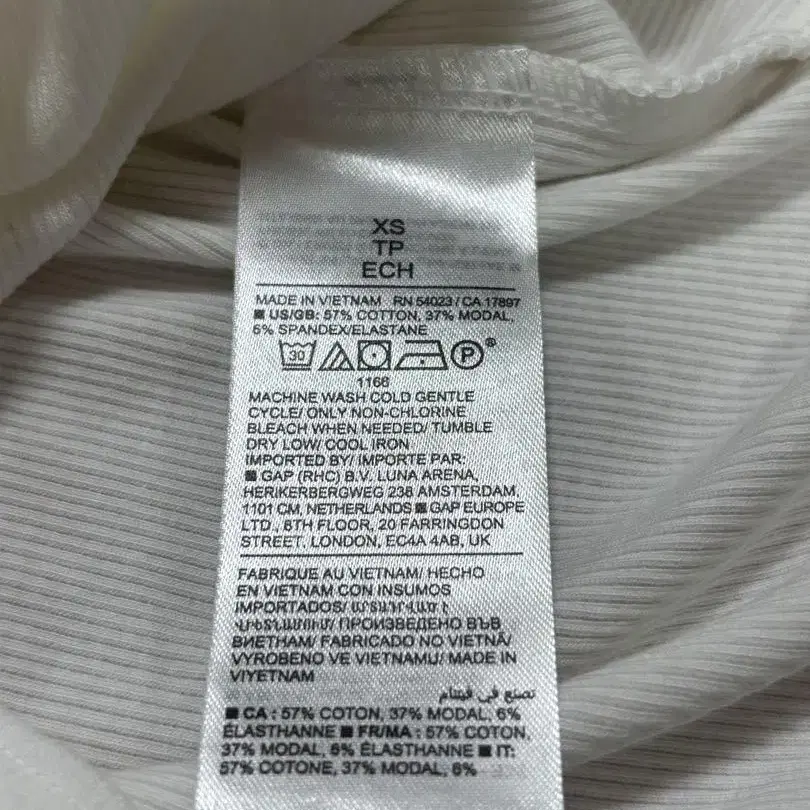 XS
TP
ECH
MADE IN VIETNAM RN 54023 / CA 17897
■ US/GB: 57% COTTON, 37% MODAL,
6% SPANDEX/ELASTANE
30 P ®
1166
MACHINE WASH COLD GENTLE
CYCLE/ ONLY NON-CHLORINE
BLEACH WHEN NEEDED/ TUMBLE
DRY LOW/ COOL IRON
IMPORTED BY/ IMPORTE PAR:
■ GAP (RHC) B.V. LUNA ARENA,
HERIKERBERGWEG 238 AMSTERDAM,
1101 CM, NETHERLANDS ■ GAP EUROPE
LTD., 8TH FLOOR, 20 FARRINGDON
STREET, LONDON, EC4A 4AB, UK
FABRIQUE AU VIETNAM/ HECHO
EN VIETNAM CON INSUMOS
IMPORTADOS/ ԱՐՏԱԴՐՎԱԾ Է
ՎԻԵՏՆԱՄՈՒՄ/ ПРОИЗВЕДЕНО ВЪВ
ВИЕТНАМ/ FABRICADO NO VIETNÃ/
VYROBENO VE VIETNAMU/ MADE IN
VIYETNAM
تصنع في فيتنام
■ CA : 57% COTON, 37% MODAL, 6%
ÉLASTHANNE ■ FR/MA : 57% COTON,
37% MODAL, 6% ÉLASTHANNE ■ IT:
57% COTONE, 37% MODAL, 6%